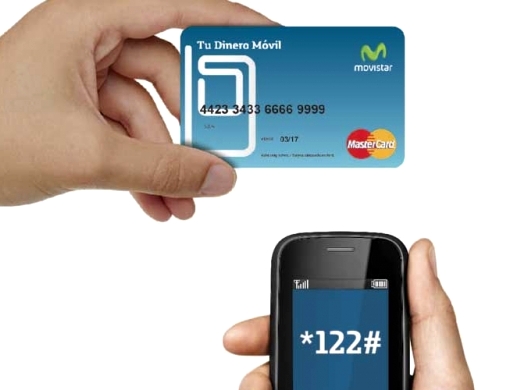 Tu Dinero Móvil
movistar
4423 3433 6666 9999
03/17
MasterCard
*122#